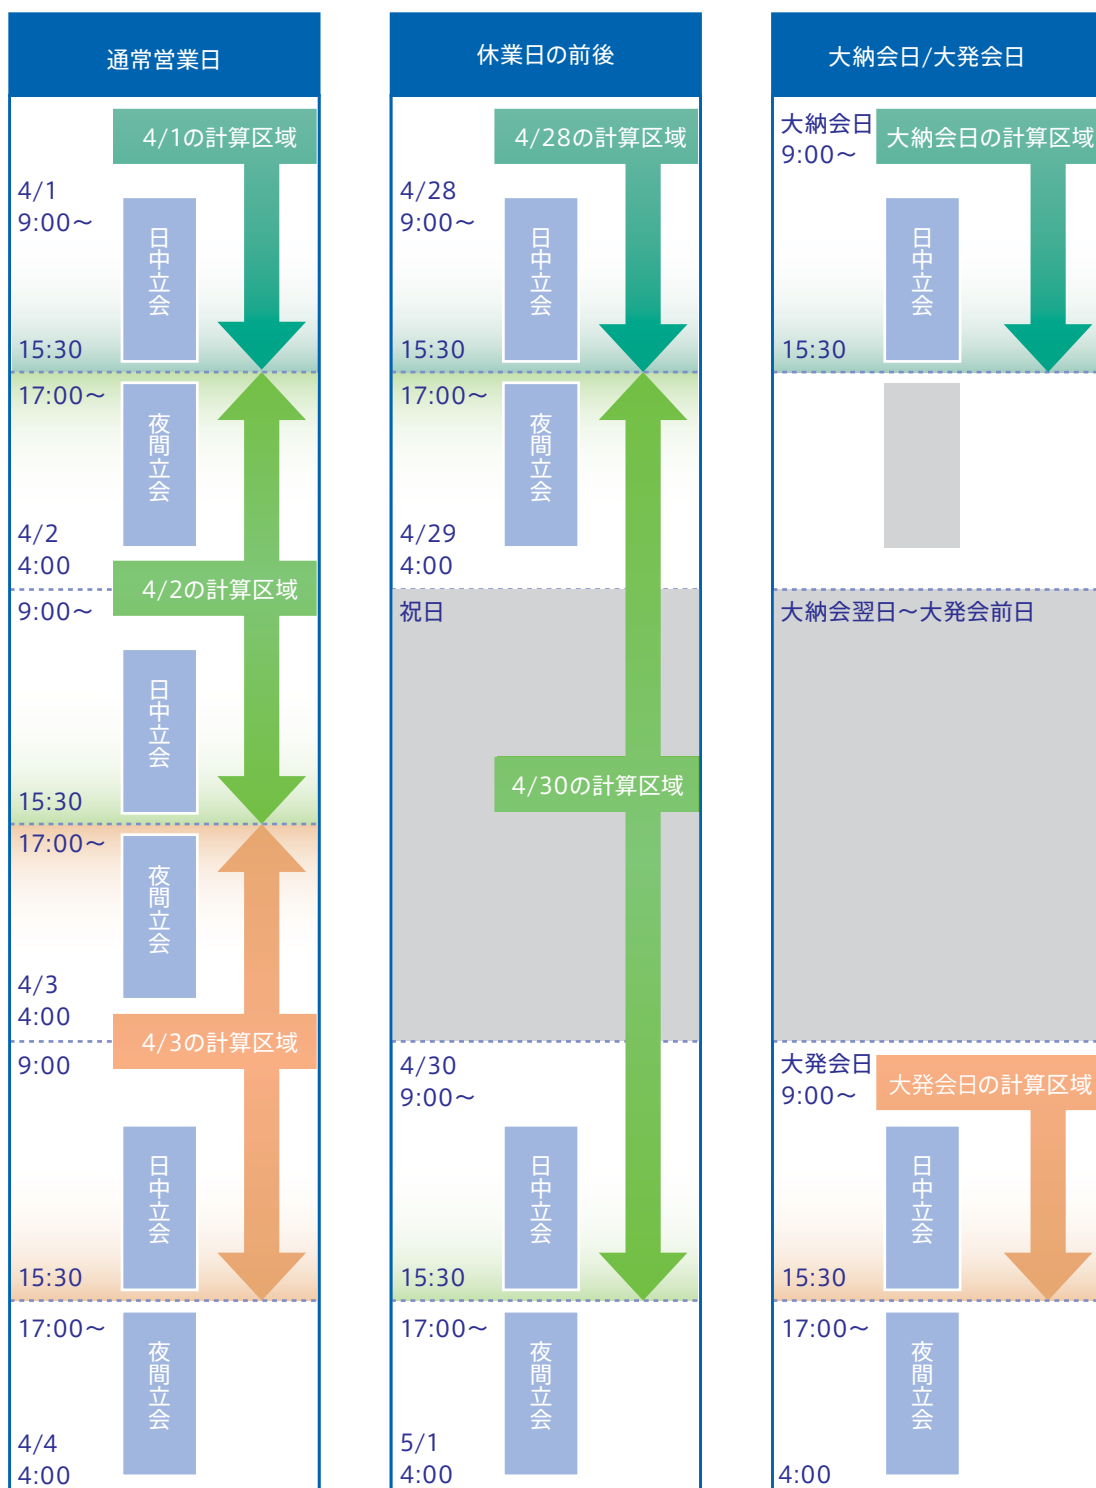 通常営業日
4/1の計算区域
4/1
9:00～
日中立会
15:30
17:00～
夜間立会
4/2
4:00
4/2の計算区域
9:00～
日中立会
15:30
17:00～
夜間立会
4/3
4:00
4/3の計算区域
9:00
日中立会
15:30
17:00～
夜間立会
4/4
4:00
休業日の前後
4/28の計算区域
4/28
9:00～
日中立会
15:30
17:00～
夜間立会
4/29
4:00
祝日
4/30の計算区域
4/30
9:00～
日中立会
15:30
17:00～
夜間立会
5/1
4:00
大納会日/大発会日
大納会日
9:00～
大納会日の計算区域
日中立会
15:30
大納会翌日～大発会前日
大発会日
9:00～
大発会日の計算区域
日中立会
15:30
17:00～
夜間立会
4:00